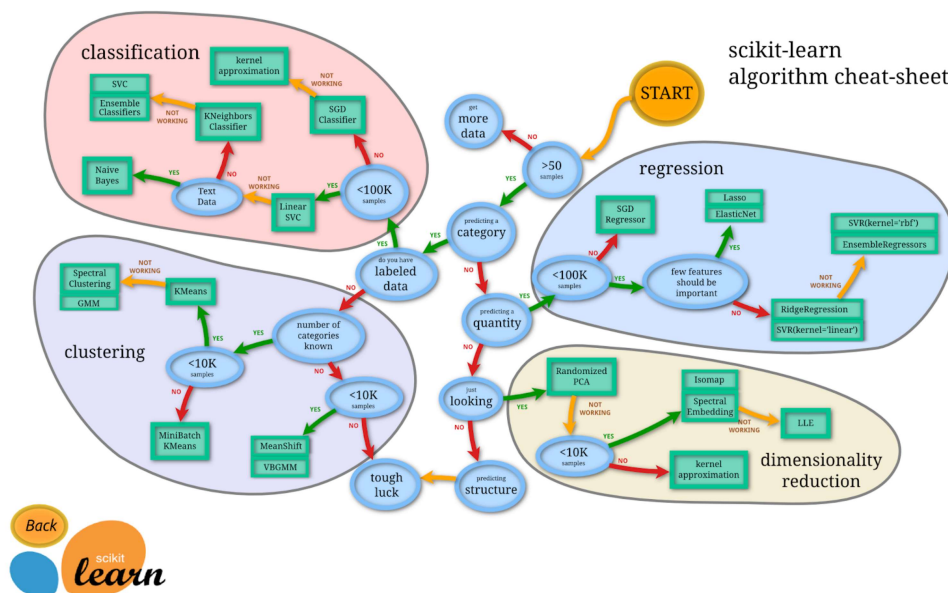 scikit-learn
algorithm cheat-sheet
START
classification
kernel
approximation
NOT
WORKING
SVC
Ensemble
Classifiers
NOT
WORKING
KNeighbors
Classifier
SGD
Classifier
NO
YES
Naive
Bayes
YES
NO
Text
Data
NOT
WORKING
Linear
SVC
YES
<100K
samples
get
more
data
NO
>50
samples
YES
predicting a
category
YES
do you have
labeled
data
NO
NO
predicting a
quantity
YES
NO
just
looking
YES
NO
predicting
structure
tough
luck
regression
SGD
Regressor
NO
<100K
samples
YES
few features
should be
important
YES
Lasso
ElasticNet
NO
RidgeRegression
SVR(kernel='linear')
NOT
WORKING
SVR(kernel='rbf')
EnsembleRegressors
clustering
Spectral
Clustering
GMM
NOT
WORKING
KMeans
YES
<10K
samples
NO
MiniBatch
KMeans
YES
number of
categories
known
NO
<10K
samples
YES
NO
MeanShift
VBGMM
dimensionality
reduction
Randomized
PCA
NOT
WORKING
<10K
samples
YES
NO
Isomap
Spectral
Embedding
NOT
WORKING
LLE
kernel
approximation
Back
scikit
learn